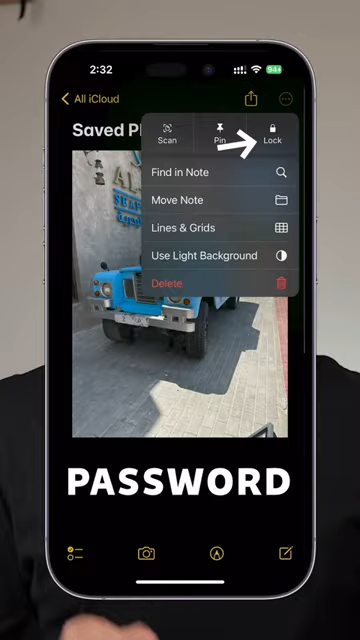 2:32
94+
All iCloud
Saved P
Scan
Pin
Lock
Find in Note
Move Note
Lines & Grids
Use Light Background
Delete
PASSWORD